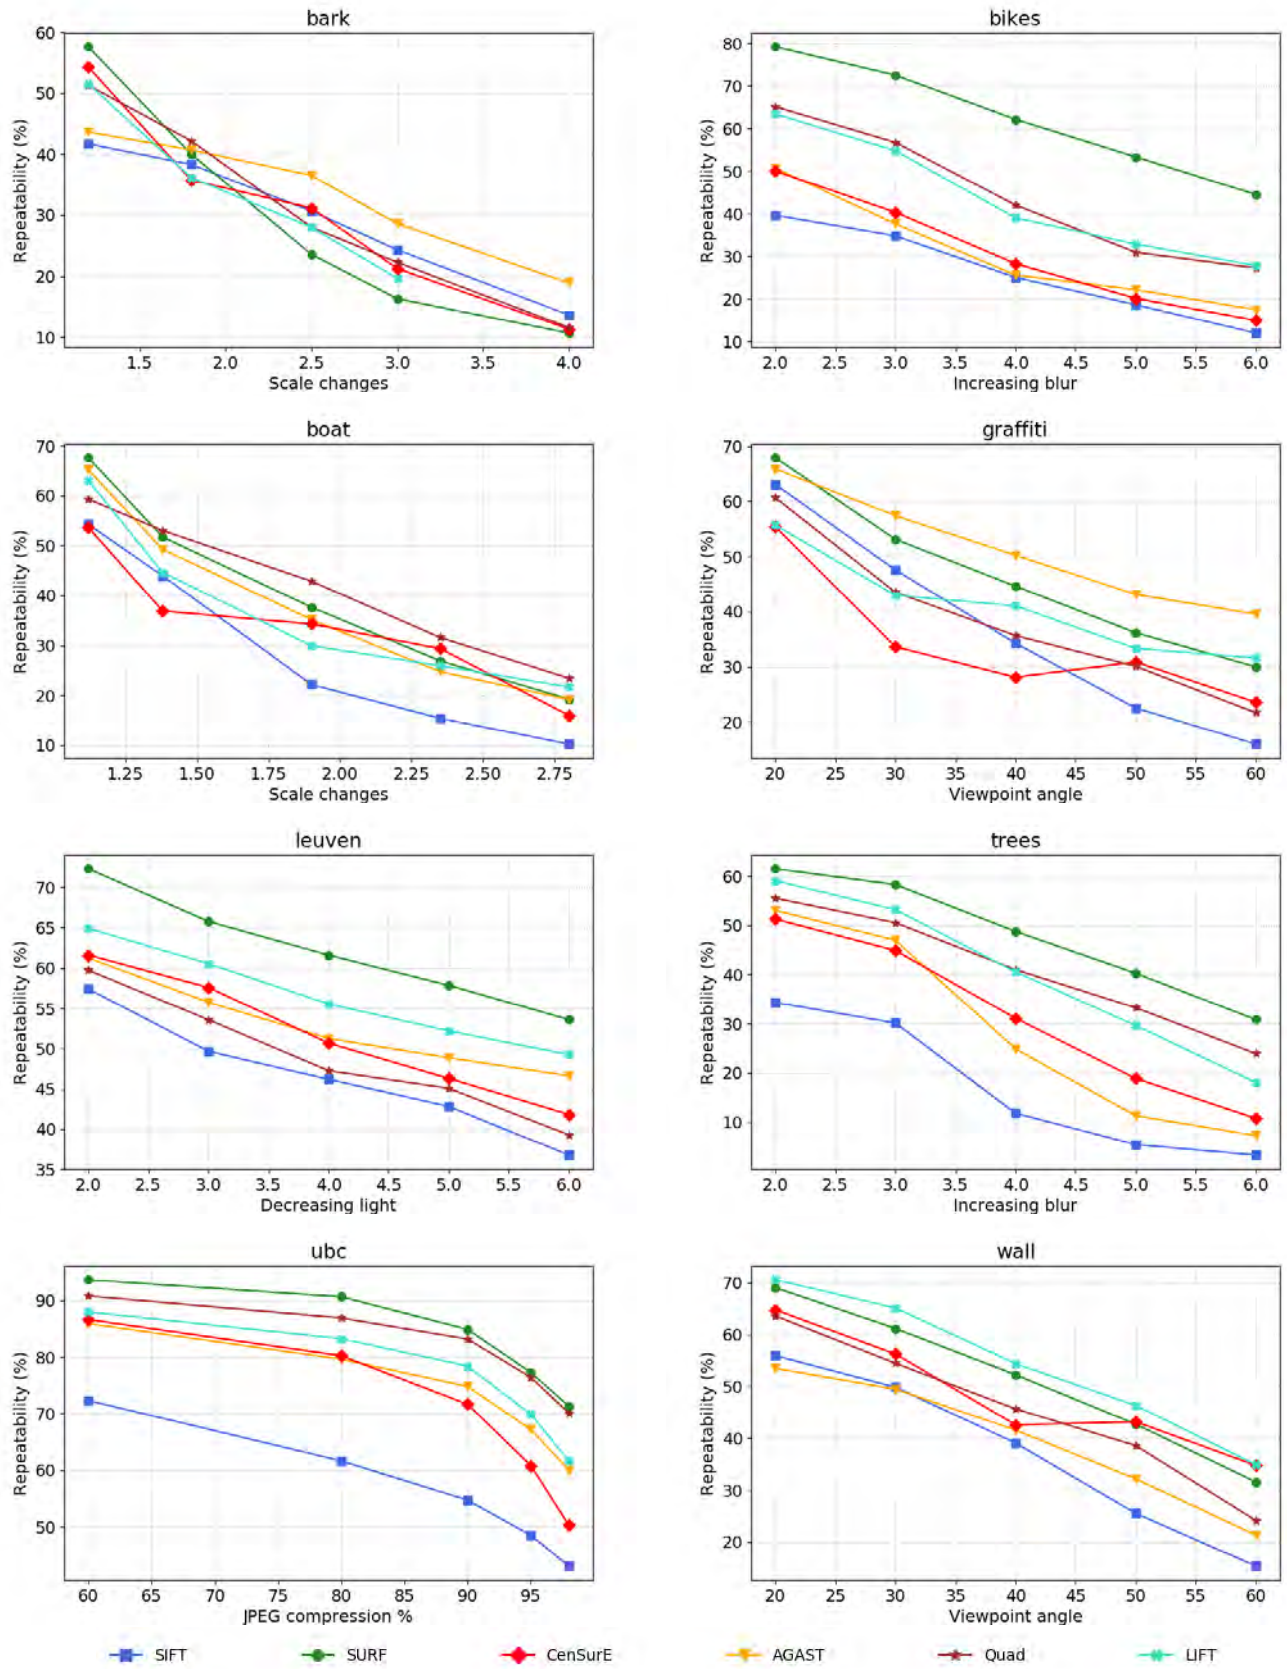 bark
60
50
40
30
20
10
Repeatability (%)
1.5 2.0 2.5 3.0 3.5 4.0
Scale changes
bikes
80
70
60
50
40
30
20
10
Repeatability (%)
2.0 2.5 3.0 3.5 4.0 4.5 5.0 5.5 6.0
Increasing blur
boat
70
60
50
40
30
20
10
Repeatability (%)
1.25 1.50 1.75 2.00 2.25 2.50 2.75
Scale changes
graffiti
70
60
50
40
30
20
Repeatability (%)
20 25 30 35 40 45 50 55 60
Viewpoint angle
leuven
70
65
60
55
50
45
40
35
Repeatability (%)
2.0 2.5 3.0 3.5 4.0 4.5 5.0 5.5 6.0
Decreasing light
trees
60
50
40
30
20
10
Repeatability (%)
2.0 2.5 3.0 3.5 4.0 4.5 5.0 5.5 6.0
Increasing blur
ubc
90
80
70
60
50
Repeatability (%)
60 65 70 75 80 85 90 95
JPEG compression %
wall
70
60
50
40
30
20
Repeatability (%)
20 25 30 35 40 45 50 55 60
Viewpoint angle
SIFT SURF CenSurE AGAST Quad LIFT